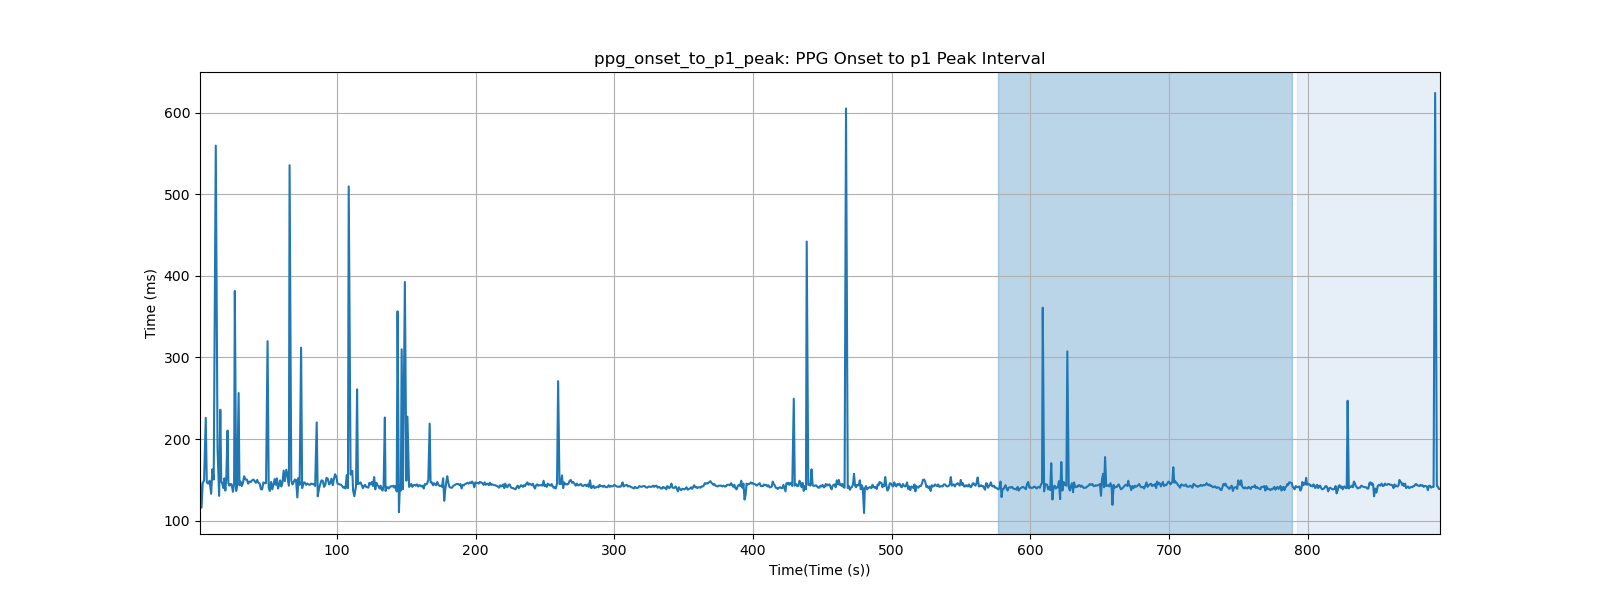 ppg_onset_to_p1_peak: PPG Onset to p1 Peak Interval
600
500
400
300
200
100
Time (ms)
100 200 300 400 500 600 700 800
Time(Time (s))